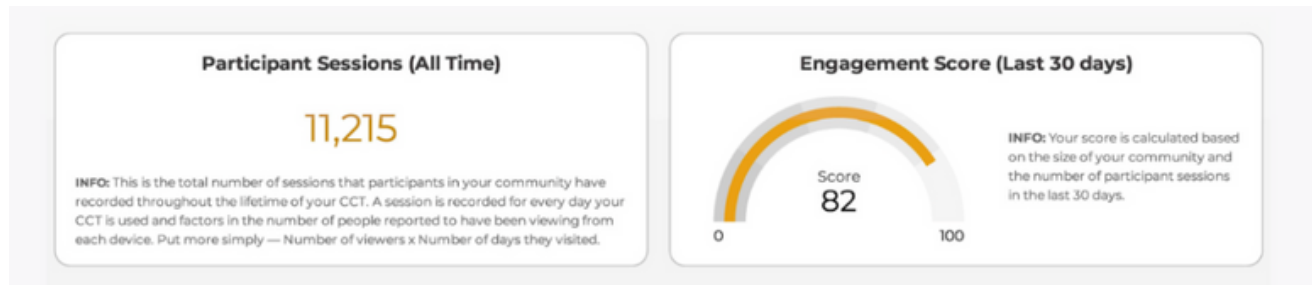 Participant Sessions (All Time)
11,215
INFO: This is the total number of sessions that participants in your community have
recorded throughout the lifetime of your CCT. A session is recorded for every day your
CCT is used and factors in the number of people reported to have been viewing from
each device. Put more simply — Number of viewers x Number of days they visited.
Engagement Score (Last 30 days)
Score
82
0
100
INFO: Your score is calculated based
on the size of your community and
the number of participant sessions
in the last 30 days.